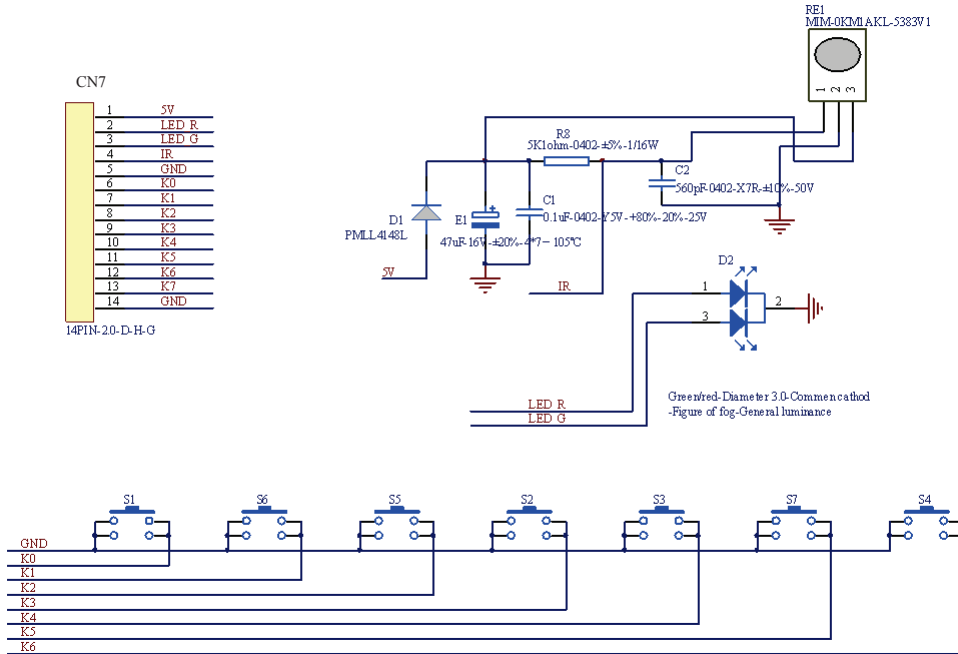 RE1
MIM-0KM1AKL-5383V1
1 2 3
CN7
1 5V
2 LED R
3 LED G
4 IR
5 GND
6 K0
7 K1
8 K2
9 K3
10 K4
11 K5
12 K6
13 K7
14 GND
14PIN-2.0-D-H-G
R8
5K1ohm-0402-±5%-1/16W
C2
560pF-0402-X7R-±10%-50V
C1
0.1uF-0402-Y5V-+80%-20%-25V
D1
PMLL4148L
E1
+
47uF-16V-±20%-4*7-105°C
5V
IR
D2
1
2
3
Green/red-Diameter 3.0-Commen cathod
-Figure of fog-General luminance
LED R
LED G
S1 S6 S5 S2 S3 S7 S4
GND
K0
K1
K2
K3
K4
K5
K6